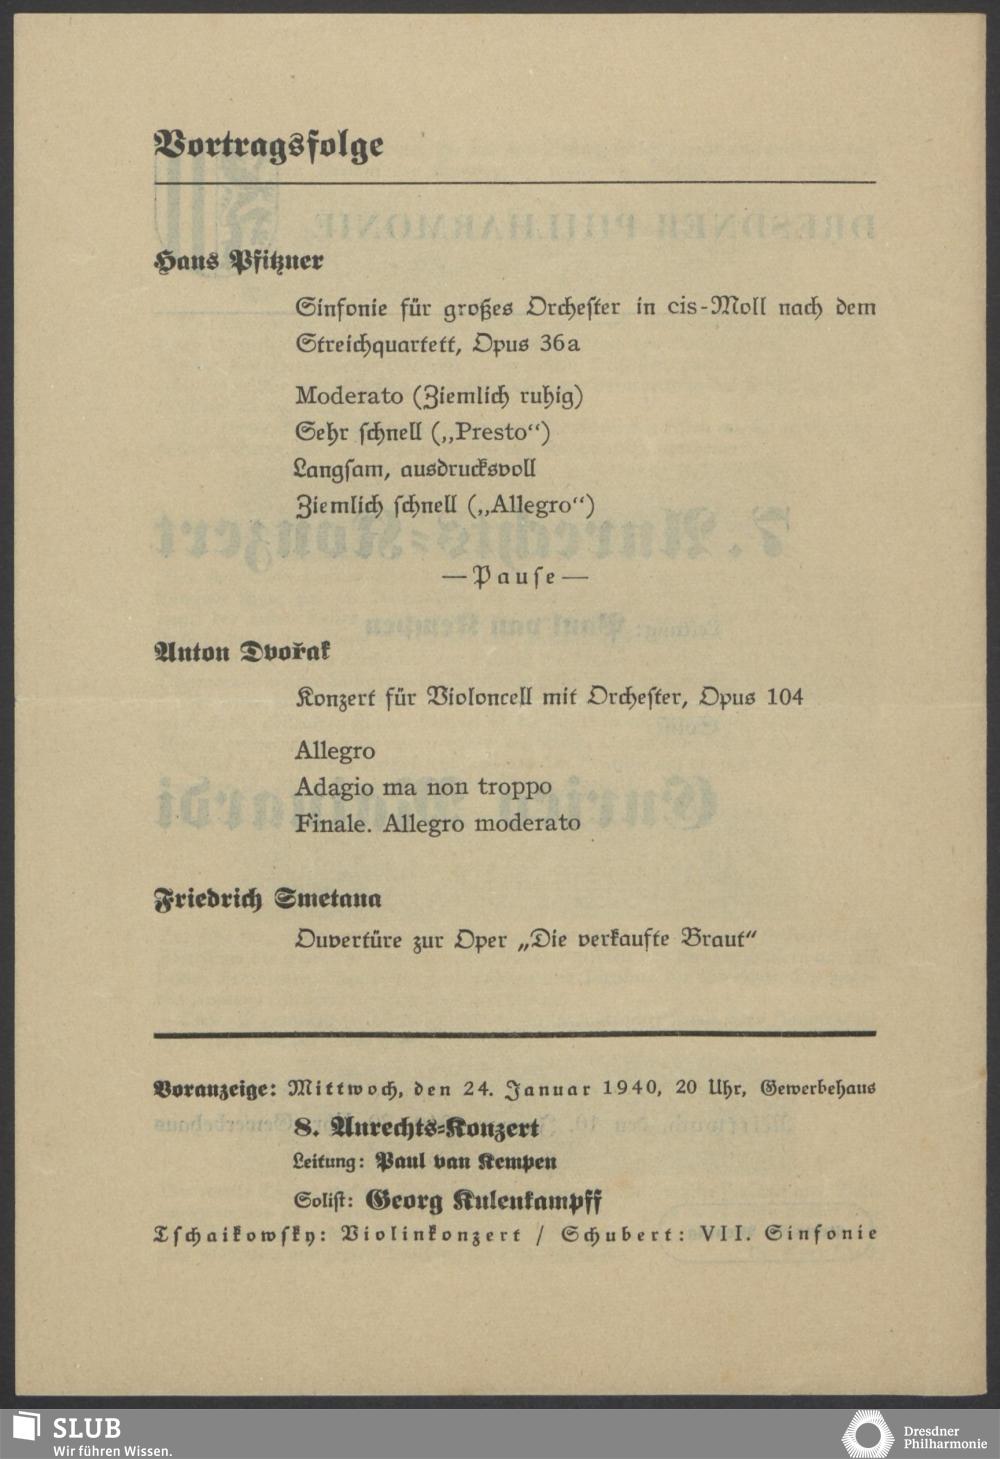 Vortragsfolge
Hans Pfitzner
Sinfonie für großes Orchester in cis-Moll nach dem
Streichquartett, Opus 36a
Moderato (Ziemlich ruhig)
Sehr schnell („Presto“)
Langsam, ausdrucksvoll
Ziemlich schnell („Allegro“)
— Pause —
Anton Dvořak
Konzert für Violoncell mit Orchester, Opus 104
Allegro
Adagio ma non troppo
Finale. Allegro moderato
Friedrich Smetana
Ouvertüre zur Oper „Die verkaufte Braut“
Voranzeige: Mittwoch, den 24. Januar 1940, 20 Uhr, Gewerbehaus
8. Anrechts-Konzert
Leitung: Paul van Kempen
Solist: Georg Kulenkampff
Tschaikowsky: Violinkonzert / Schubert: VII. Sinfonie
SLUB
Wir führen Wissen.
Dresdner
Philharmonie